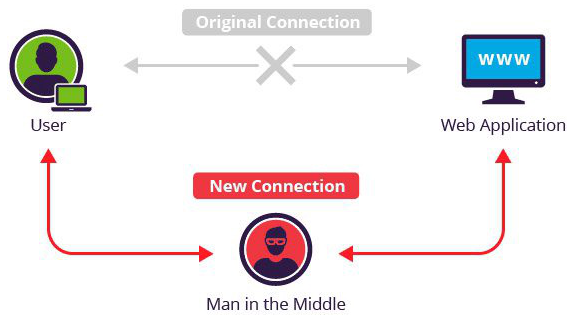 Original Connection
WWW
User
Web Application
New Connection
Man in the Middle